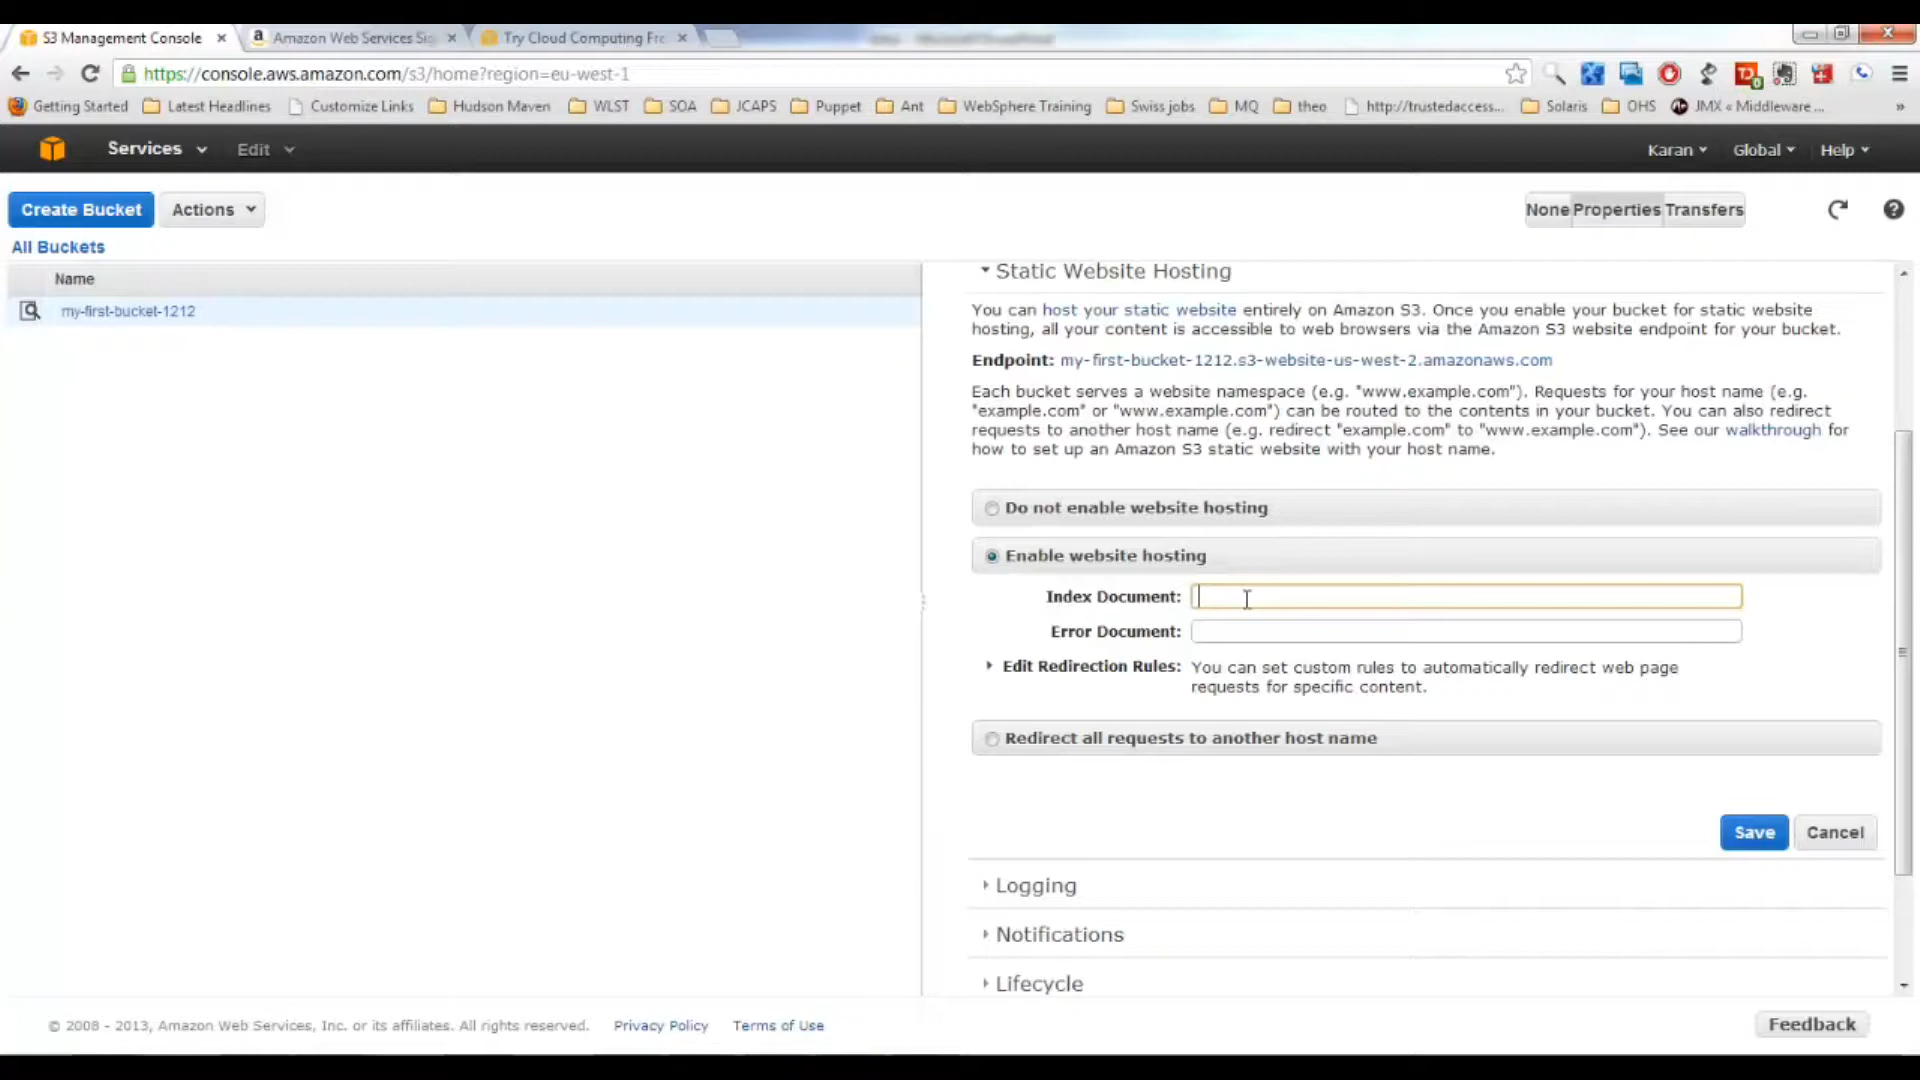 S3 Management Console
Amazon Web Services Sig
Try Cloud Computing Fre
https://console.aws.amazon.com/s3/home?region=eu-west-1
Getting Started
Latest Headlines
Customize Links
Hudson Maven
WLST
SOA
JCAPS
Puppet
Ant
WebSphere Training
Swiss jobs
MQ
theo
http://trustedaccess...
Solaris
OHS
JMX « Middleware ...
»
Services
Edit
Karan
Global
Help
Create Bucket
Actions
None
Properties
Transfers
All Buckets
Name
my-first-bucket-1212
Static Website Hosting
You can host your static website entirely on Amazon S3. Once you enable your bucket for static website
hosting, all your content is accessible to web browsers via the Amazon S3 website endpoint for your bucket.
Endpoint: my-first-bucket-1212.s3-website-us-west-2.amazonaws.com
Each bucket serves a website namespace (e.g. "www.example.com"). Requests for your host name (e.g.
"example.com" or "www.example.com") can be routed to the contents in your bucket. You can also redirect
requests to another host name (e.g. redirect "example.com" to "www.example.com"). See our walkthrough for
how to set up an Amazon S3 static website with your host name.
Do not enable website hosting
Enable website hosting
Index Document:
Error Document:
Edit Redirection Rules: You can set custom rules to automatically redirect web page
requests for specific content.
Redirect all requests to another host name
Save
Cancel
Logging
Notifications
Lifecycle
© 2008 - 2013, Amazon Web Services, Inc. or its affiliates. All rights reserved.
Privacy Policy
Terms of Use
Feedback